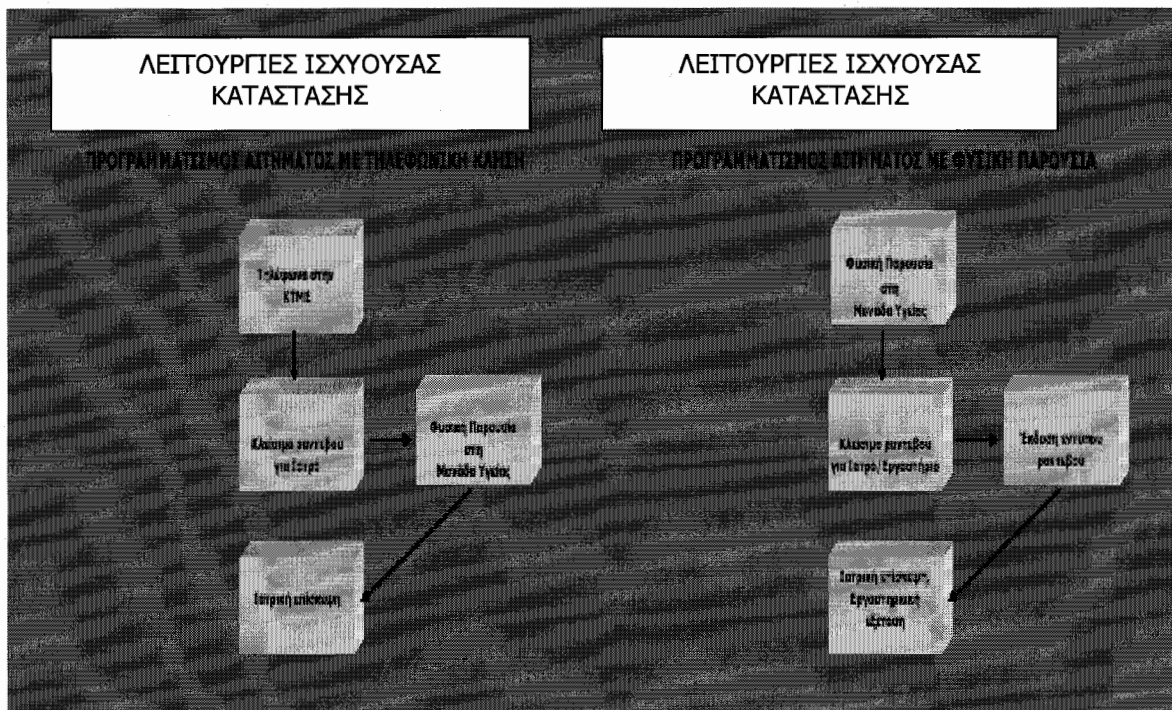 ΛΕΙΤΟΥΡΓΙΕΣ ΙΣΧΥΟΥΣΑΣ
ΚΑΤΑΣΤΑΣΗΣ
ΠΡΟΓΡΑΜΜΑΤΙΣΜΟΣ ΑΙΤΗΜΑΤΟΣ ΜΕ ΤΗΛΕΦΩΝΙΚΗ ΚΛΗΣΗ
Τηλέφωνο στην
Κλείσιμο ραντεβού
για Ιατρό
Φυσική Παρουσία
στη
Μονάδα Υγείας
Ιατρική επίσκεψη
ΛΕΙΤΟΥΡΓΙΕΣ ΙΣΧΥΟΥΣΑΣ
ΚΑΤΑΣΤΑΣΗΣ
ΠΡΟΓΡΑΜΜΑΤΙΣΜΟΣ ΑΙΤΗΜΑΤΟΣ ΜΕ ΦΥΣΙΚΗ ΠΑΡΟΥΣΙΑ
Φυσική Παρουσία
στη
Μονάδα Υγείας
Κλείσιμο ραντεβού
για Ιατρό/Εργαστήριο
Έκδοση εντύπου
ραντεβού
Ιατρική επίσκεψη,
Εργαστηριακή
εξέταση